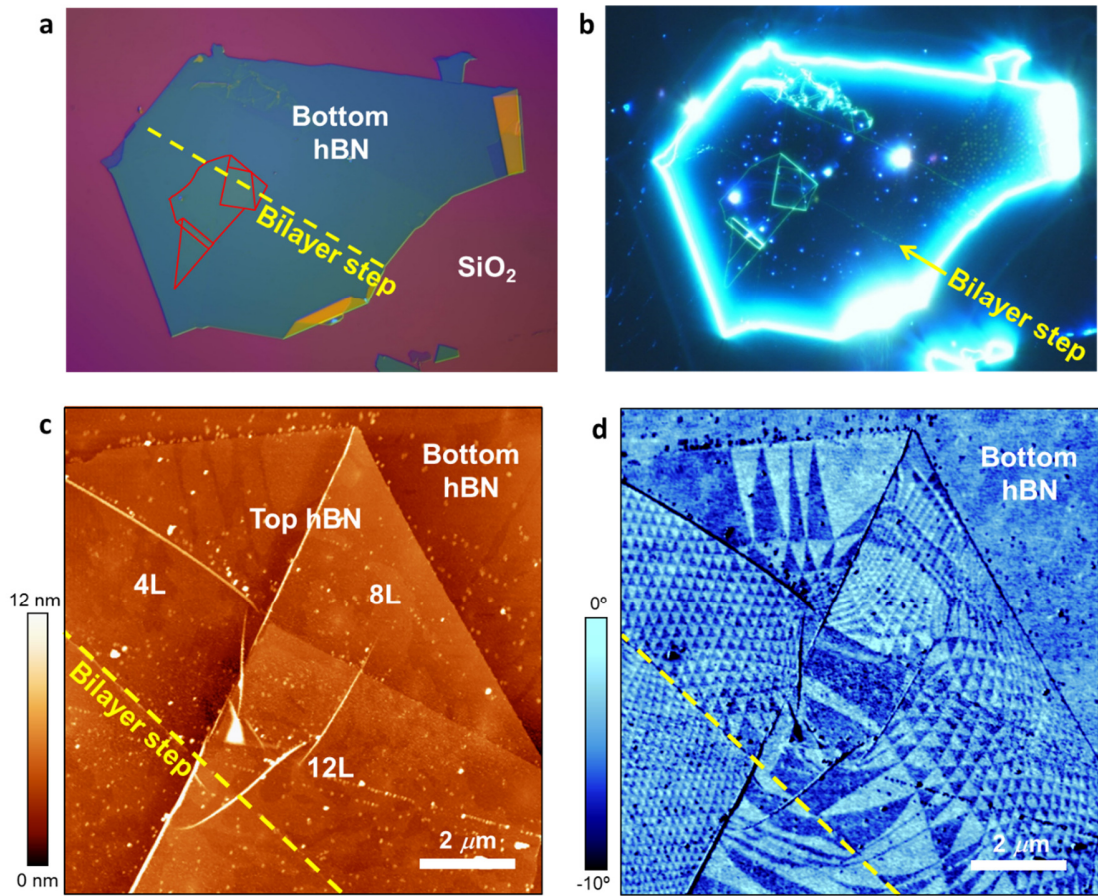 a
Bottom
hBN
Bilayer step
SiO2
b
Bilayer step
c
Bottom
hBN
Top hBN
4L
8L
12 nm
0 nm
Bilayer step
12L
2 μm
d
Bottom
hBN
0°
-10°
2 μm